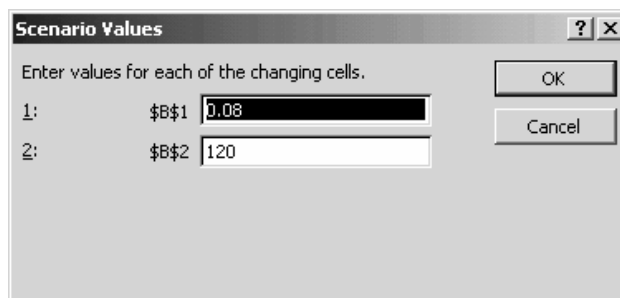 Scenario Values
Enter values for each of the changing cells.
OK
1: $B$1 0.08
Cancel
2: $B$2 120